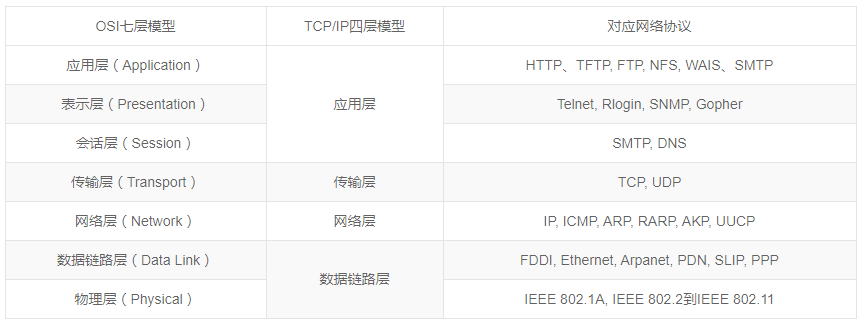 OSI七层模型 TCP/IP四层模型 对应网络协议
应用层（Application） HTTP、TFTP, FTP, NFS, WAIS、SMTP
表示层（Presentation） 应用层 Telnet, Rlogin, SNMP, Gopher
会话层（Session） SMTP, DNS
传输层（Transport） 传输层 TCP, UDP
网络层（Network） 网络层 IP, ICMP, ARP, RARP, AKP, UUCP
数据链路层（Data Link） FDDI, Ethernet, Arpanet, PDN, SLIP, PPP
数据链路层
物理层（Physical） IEEE 802.1A, IEEE 802.2到IEEE 802.11